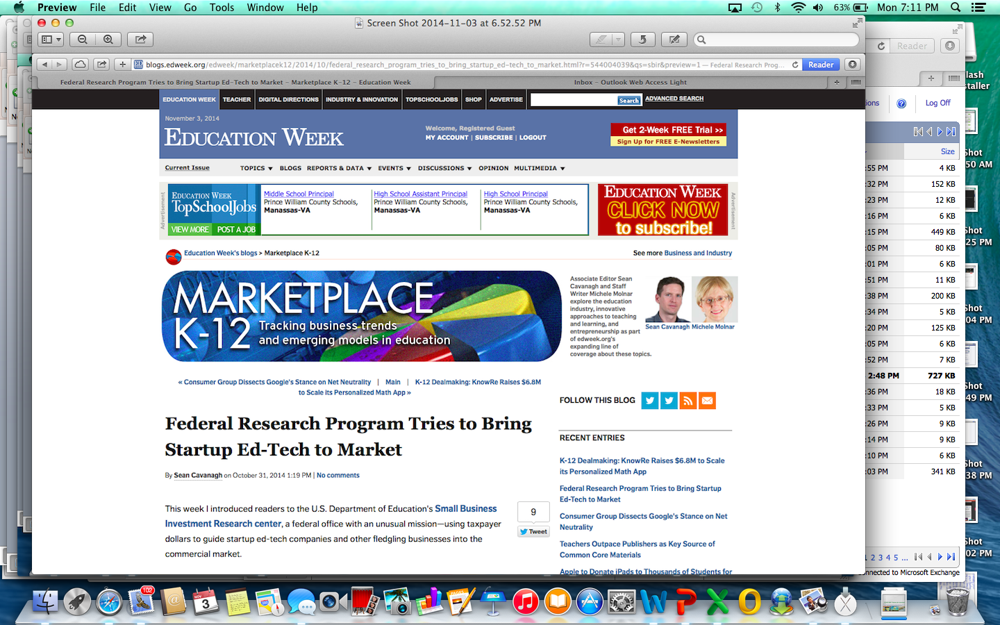 Preview File Edit View Go Tools Window Help
63% Mon 7:11 PM
Screen Shot 2014-11-03 at 6.52.52 PM
blogs.edweek.org/edweek/marketplacek12/2014/10/federal_research_program_tries_to_bring_startup_ed-tech_to_market.html?r=544004039&qs=sbir&preview=1 — Federal Research Prog...
Reader
Reader
Federal Research Program Tries to Bring Startup Ed-Tech to Market – Marketplace K-12 – Education Week
Inbox – Outlook Web Access Light
EDUCATION WEEK TEACHER DIGITAL DIRECTIONS INDUSTRY & INNOVATION TOPSCHOOLJOBS SHOP ADVERTISE
Search ADVANCED SEARCH
November 3, 2014
EDUCATION WEEK
Welcome, Registered Guest
MY ACCOUNT | SUBSCRIBE | LOGOUT
Get 2-Week FREE Trial >>
Sign Up for FREE E-Newsletters
Current Issue TOPICS BLOGS REPORTS & DATA EVENTS DISCUSSIONS OPINION MULTIMEDIA
Advertisement
EDUCATION WEEK
TOPSCHOOLJOBS
VIEW MORE POST A JOB
Middle School Principal
Prince William County Schools,
Manassas-VA
High School Assistant Principal
Prince William County Schools,
Manassas-VA
High School Principal
Prince William County Schools,
Manassas-VA
EDUCATION WEEK
CLICK NOW
to subscribe!
Advertisement
Education Week's blogs > Marketplace K-12
See more Business and Industry
MARKETPLACE
K-12 Tracking business trends
and emerging models in education
Associate Editor Sean
Cavanagh and Staff
Writer Michele Molnar
explore the education
industry, innovative
approaches to teaching
and learning, and
entrepreneurship as part
of edweek.org's
expanding line of
coverage about these topics.
Sean Cavanagh Michele Molnar
« Consumer Group Dissects Google's Stance on Net Neutrality | Main | K-12 Dealmaking: KnowRe Raises $6.8M
to Scale its Personalized Math App »
FOLLOW THIS BLOG
Federal Research Program Tries to Bring
Startup Ed-Tech to Market
By Sean Cavanagh on October 31, 2014 1:19 PM | No comments
This week I introduced readers to the U.S. Department of Education's Small Business
Investment Research center, a federal office with an unusual mission—using taxpayer
dollars to guide startup ed-tech companies and other fledgling businesses into the
commercial market.
9
Tweet
RECENT ENTRIES
K-12 Dealmaking: KnowRe Raises $6.8M to Scale
its Personalized Math App
Federal Research Program Tries to Bring Startup
Ed-Tech to Market
Consumer Group Dissects Google's Stance on Net
Neutrality
Teachers Outpace Publishers as Key Source of
Common Core Materials
Apple to Donate iPads to Thousands of Students for
Log Off
Size
:55 PM 4 KB
:32 PM 152 KB
:23 PM 12 KB
:16 PM 6 KB
:15 PM 449 KB
:05 PM 80 KB
:01 PM 6 KB
:51 PM 11 KB
:38 PM 200 KB
:34 PM 5 KB
:20 PM 125 KB
:05 PM 6 KB
:52 PM 7 KB
2:48 PM 727 KB
:36 PM 18 KB
:33 PM 5 KB
:26 PM 9 KB
:14 PM 9 KB
:10 PM 6 KB
:03 PM 341 KB
1 2 3 4 5 ...
onnected to Microsoft Exchange
lash
staller
Shot
50 AM
Shot
25 PM
Shot
04 PM
Shot
49 PM
Shot
38 PM
Shot
02 PM
102
NOV
3
PAGES